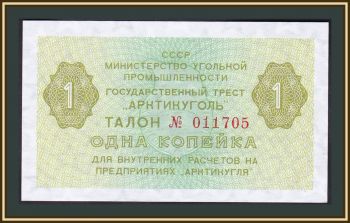 СССР
МИНИСТЕРСТВО УГОЛЬНОЙ
ПРОМЫШЛЕННОСТИ
ГОСУДАРСТВЕННЫЙ ТРЕСТ
„АРКТИКУГОЛЬ"
1 ТАЛОН № 011705 1
ОДНА КОПЕЙКА
ДЛЯ ВНУТРЕННИХ РАСЧЕТОВ НА
ПРЕДПРИЯТИЯХ „АРКТИКУГЛЯ"